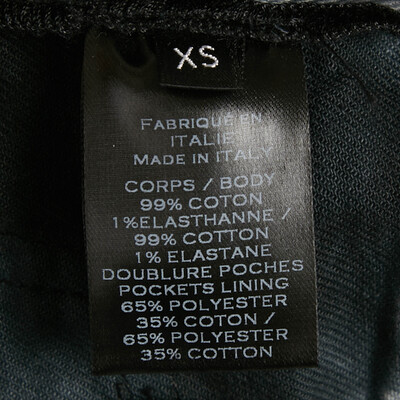 XS
FABRIQUE EN
ITALIE
MADE IN ITALY
CORPS / BODY
99% COTON
1%ELASTHANNE /
99% COTTON
1% ELASTANE
DOUBLURE POCHES
POCKETS LINING
65% POLYESTER
35% COTON /
65% POLYESTER
35% COTTON